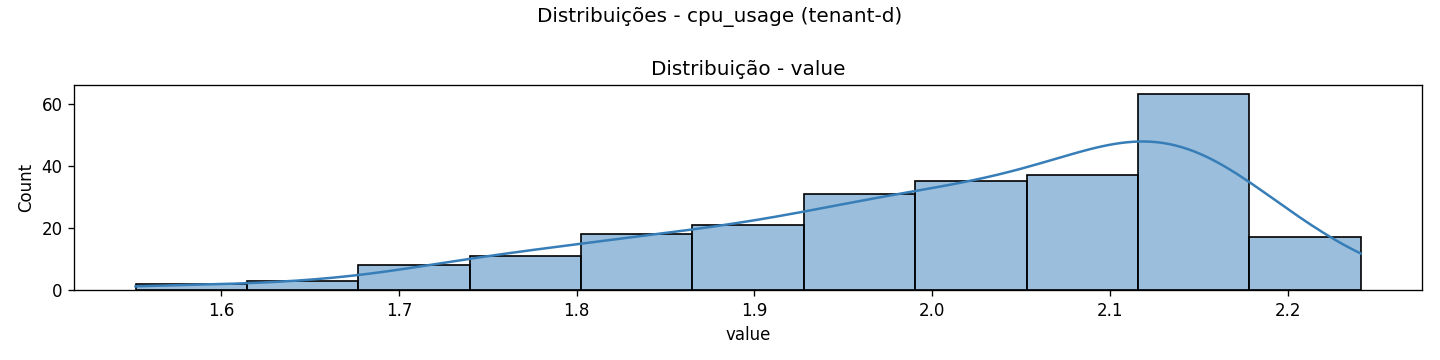 Distribuições - cpu_usage (tenant-d)
Distribuição - value
60
40
20
0
Count
1.6 1.7 1.8 1.9 2.0 2.1 2.2
value